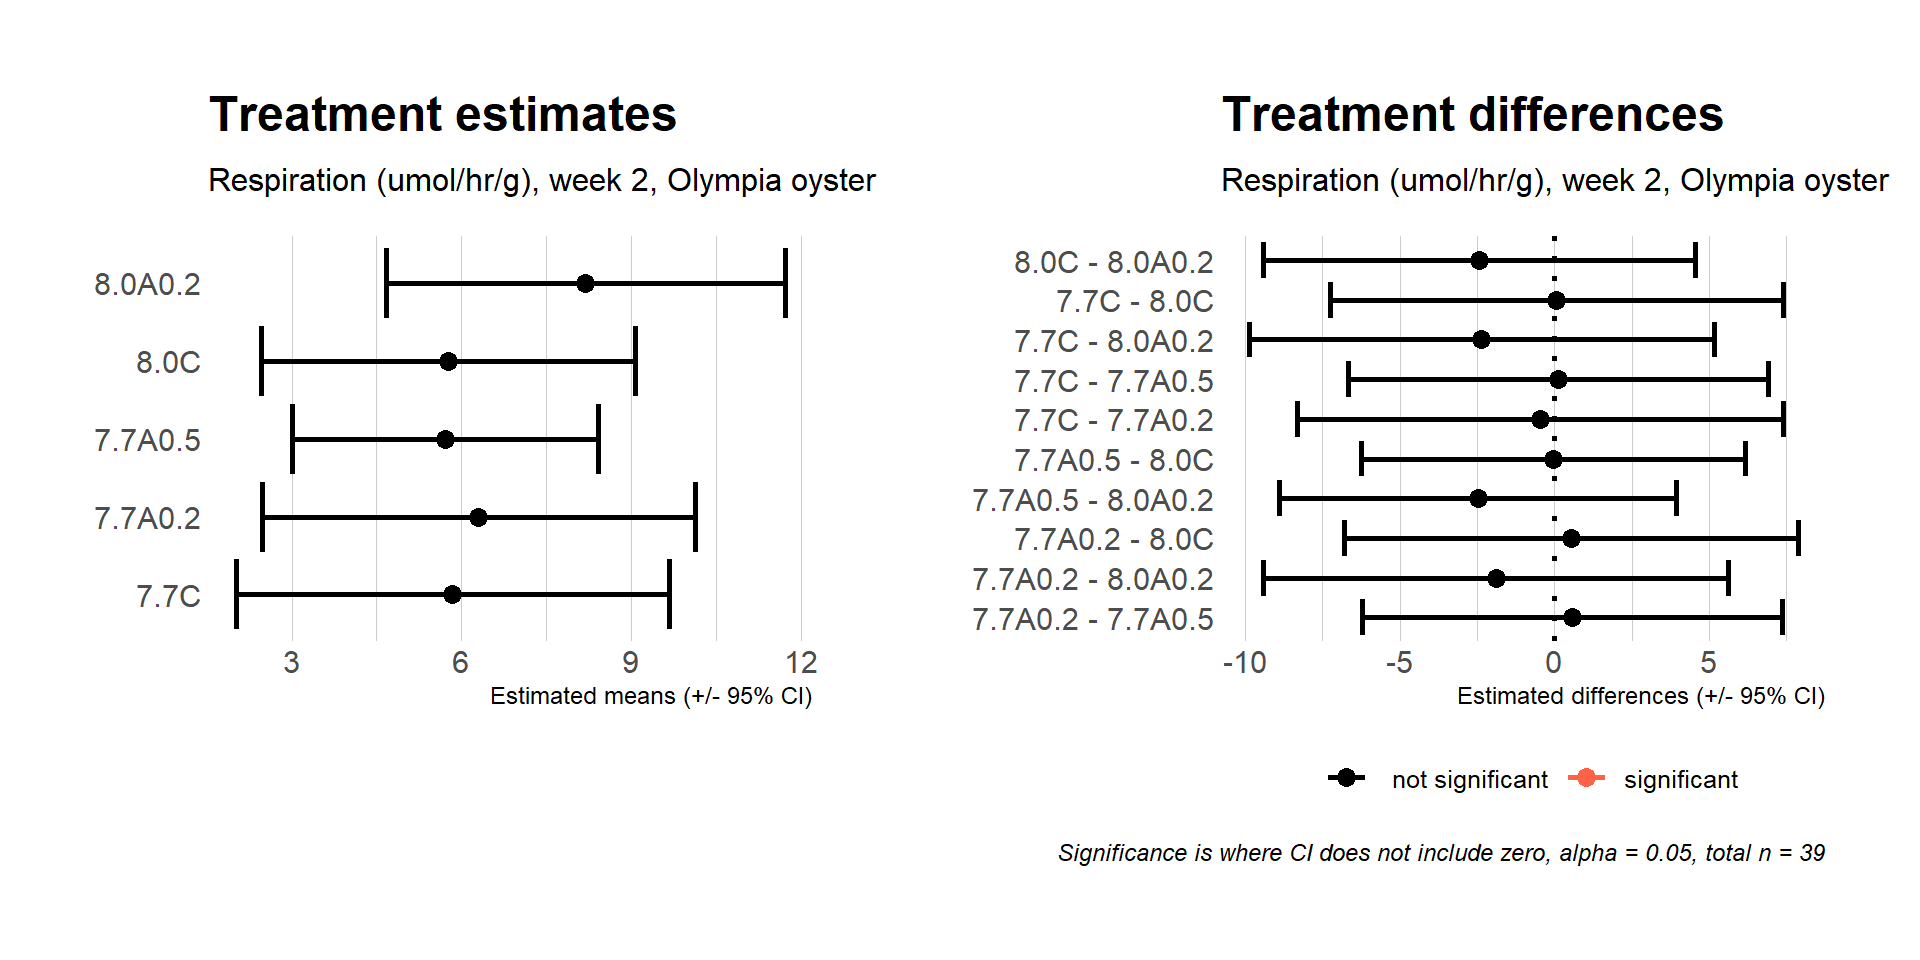 Treatment estimates
Respiration (umol/hr/g), week 2, Olympia oyster
8.0A0.2
8.0C
7.7A0.5
7.7A0.2
7.7C
3 6 9 12
Estimated means (+/- 95% CI)
Treatment differences
Respiration (umol/hr/g), week 2, Olympia oyster
8.0C - 8.0A0.2
7.7C - 8.0C
7.7C - 8.0A0.2
7.7C - 7.7A0.5
7.7C - 7.7A0.2
7.7A0.5 - 8.0C
7.7A0.5 - 8.0A0.2
7.7A0.2 - 8.0C
7.7A0.2 - 8.0A0.2
7.7A0.2 - 7.7A0.5
-10 -5 0 5
Estimated differences (+/- 95% CI)
not significant significant
Significance is where CI does not include zero, alpha = 0.05, total n = 39